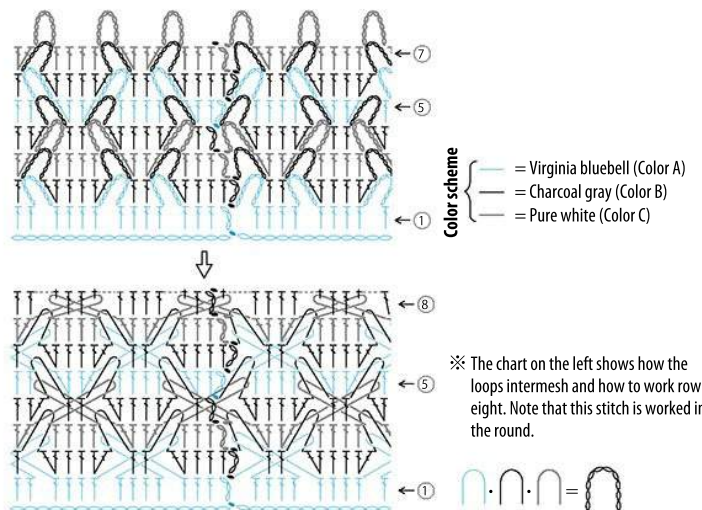 ←⑦
←⑤
←①
Color scheme
= Virginia bluebell (Color A)
= Charcoal gray (Color B)
= Pure white (Color C)
←⑧
←⑤
←①
※ The chart on the left shows how the
loops intermesh and how to work row
eight. Note that this stitch is worked in
the round.